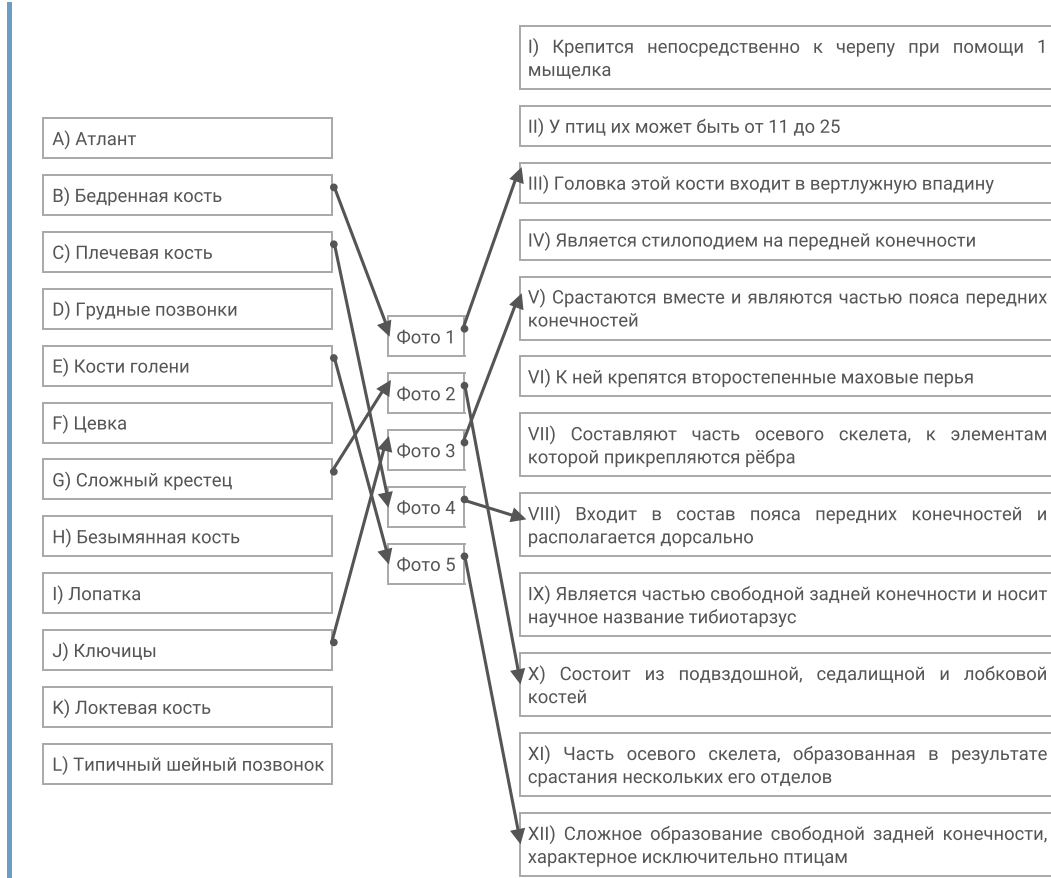 A) Атлант
B) Бедренная кость
C) Плечевая кость
D) Грудные позвонки
E) Кости голени
F) Цевка
G) Сложный крестец
H) Безымянная кость
I) Лопатка
J) Ключицы
K) Локтевая кость
L) Типичный шейный позвонок
Фото 1
Фото 2
Фото 3
Фото 4
Фото 5
I) Крепится непосредственно к черепу при помощи 1
мыщелка
II) У птиц их может быть от 11 до 25
III) Головка этой кости входит в вертлужную впадину
IV) Является стилоподием на передней конечности
V) Срастаются вместе и являются частью пояса передних
конечностей
VI) К ней крепятся второстепенные маховые перья
VII) Составляют часть осевого скелета, к элементам
которой прикрепляются рёбра
VIII) Входит в состав пояса передних конечностей и
располагается дорсально
IX) Является частью свободной задней конечности и носит
научное название тибиотарзус
X) Состоит из подвздошной, седалищной и лобковой
костей
XI) Часть осевого скелета, образованная в результате
срастания нескольких его отделов
XII) Сложное образование свободной задней конечности,
характерное исключительно птицам